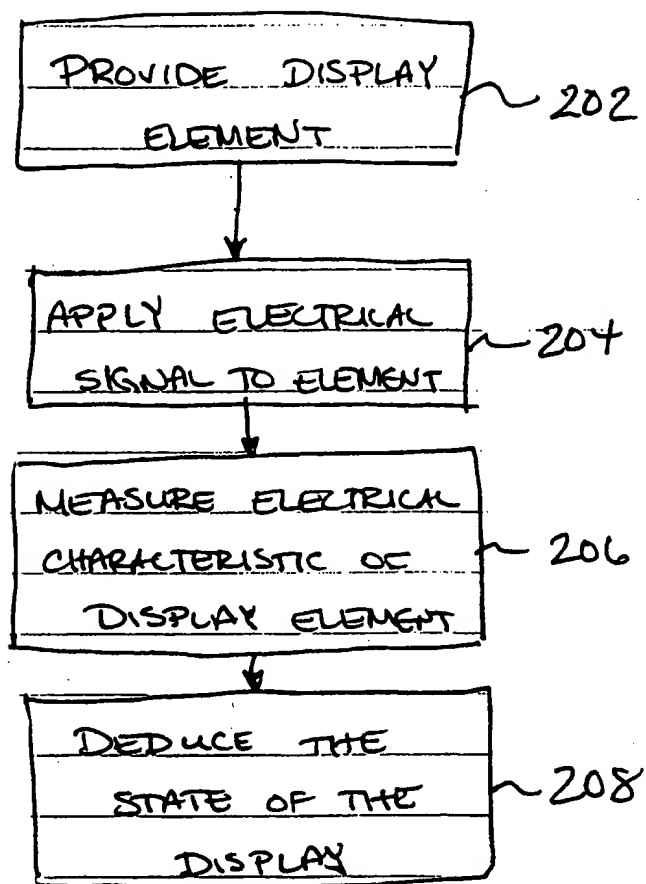 PROVIDE DISPLAY
ELEMENT
202
APPLY ELECTRICAL
SIGNAL TO ELEMENT
204
MEASURE ELECTRICAL
CHARACTERISTIC OF
DISPLAY ELEMENT
206
DEDUCE THE
STATE OF THE
DISPLAY
208